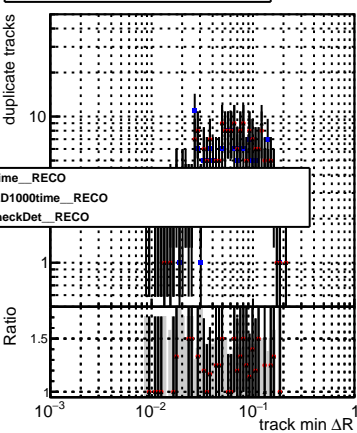 duplicate tracks
10
ime__RECO
D1000time__RECO
heckDet__RECO
1
Ratio
1.5
1
10−3 10−2 10−1 1
track min ΔR